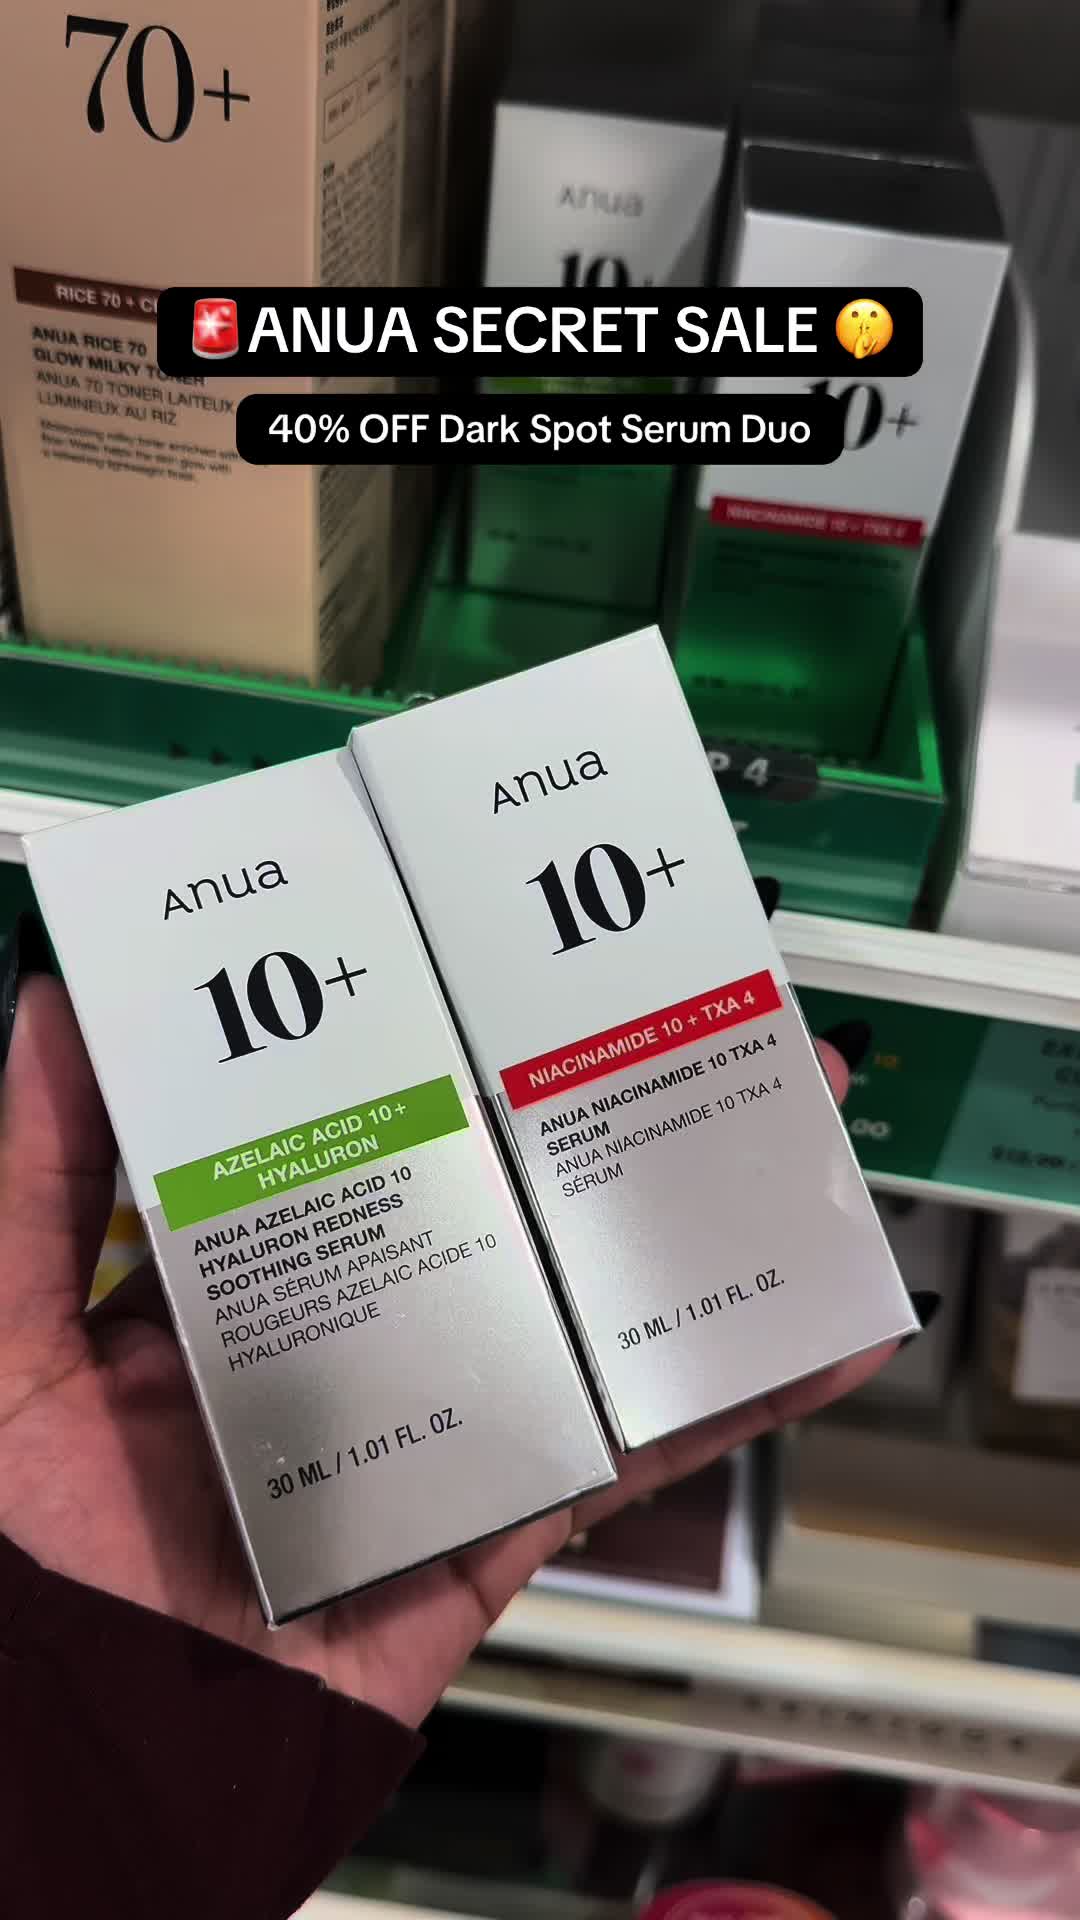 70+
RICE 70 + C
ANUA RICE 70
GLOW MILKY TONER
ANUA 70 TONER LAITEUX
LUMINEUX AU RIZ
Anua
10+
🚨ANUA SECRET SALE 🤫
40% OFF Dark Spot Serum Duo
10+
NIACINAMIDE 10 + TXA 4
P 4
Anua
10+
AZELAIC ACID 10+
HYALURON
ANUA AZELAIC ACID 10
HYALURON REDNESS
SOOTHING SERUM
ANUA SÉRUM APAISANT
ROUGEURS AZELAIC ACIDE 10
HYALURONIQUE
30 ML / 1.01 FL. OZ.
Anua
10+
NIACINAMIDE 10 + TXA 4
ANUA NIACINAMIDE 10 TXA 4
SERUM
ANUA NIACINAMIDE 10 TXA 4
SÉRUM
30 ML / 1.01 FL. OZ.